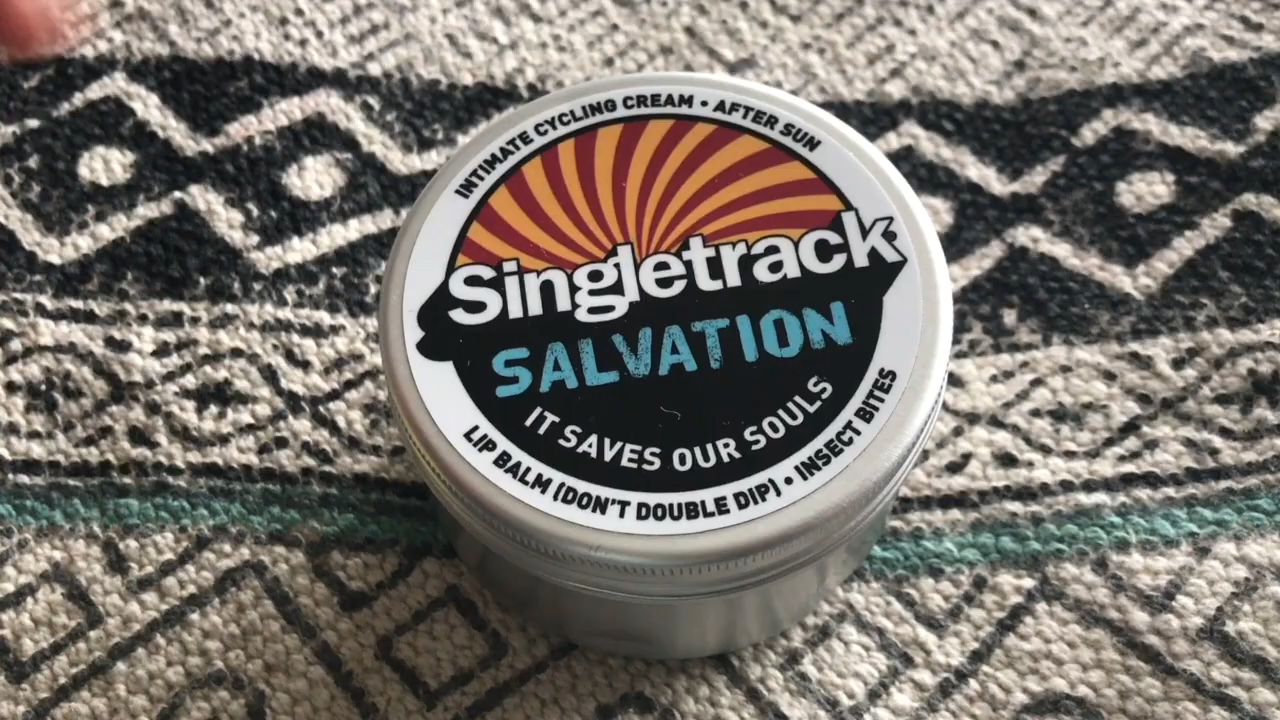 INTIMATE CYCLING CREAM • AFTER SUN
Singletrack
SALVATION
IT SAVES OUR SOULS
LIP BALM (DON'T DOUBLE DIP) • INSECT BITES